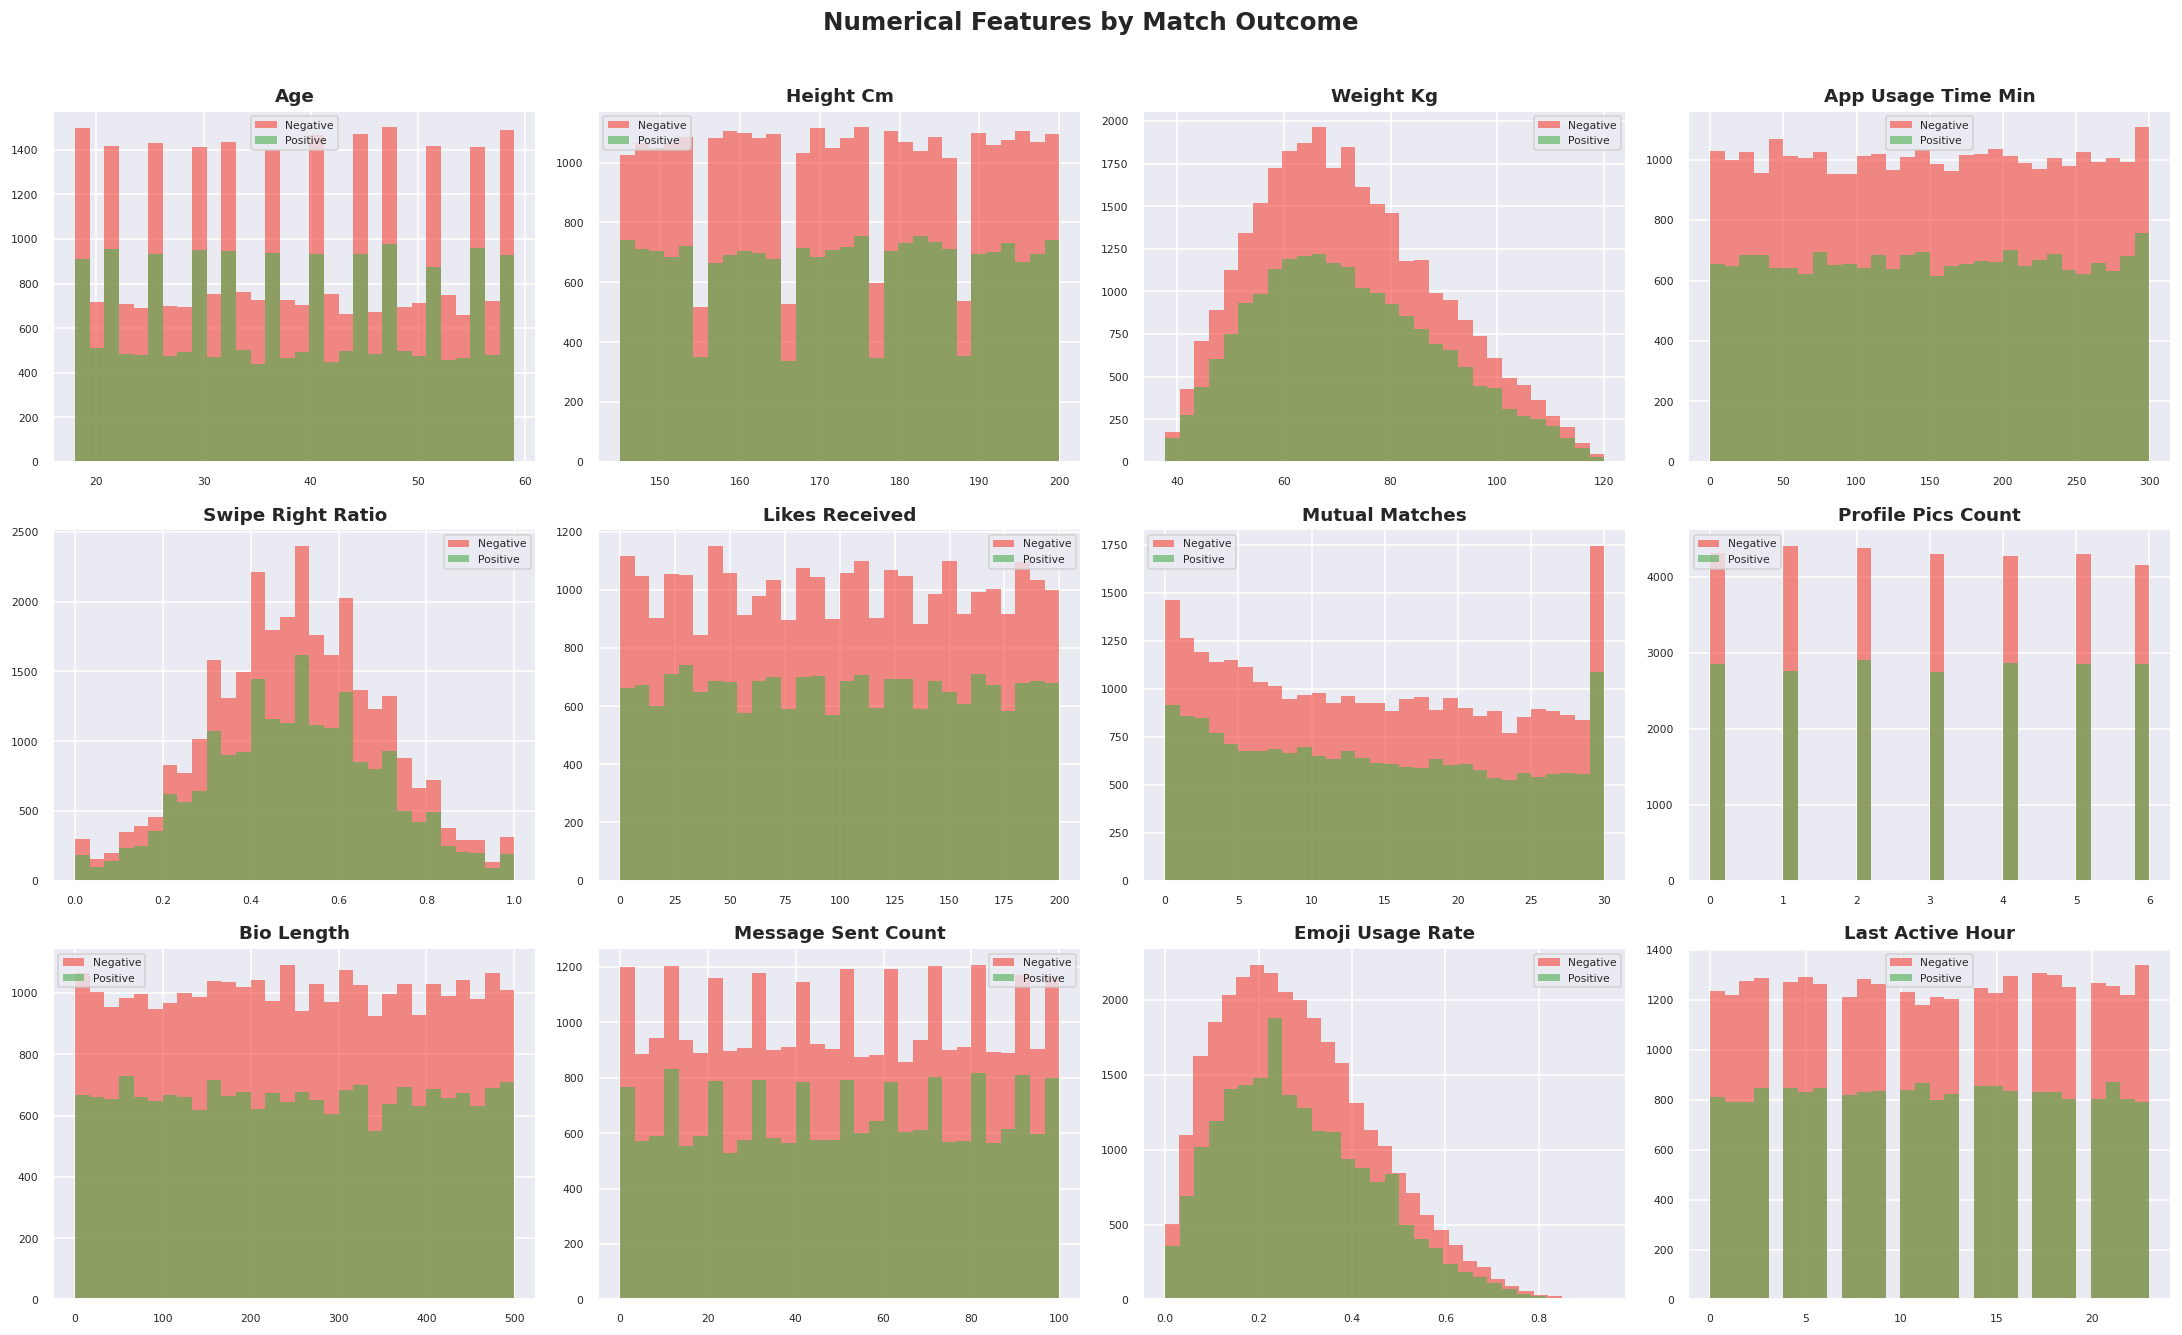 Numerical Features by Match Outcome
Age
Negative
Positive
1400
1200
1000
800
600
400
200
0
20 30 40 50 60
Height Cm
Negative
Positive
1000
800
600
400
200
0
150 160 170 180 190 200
Weight Kg
Negative
Positive
2000
1750
1500
1250
1000
750
500
250
0
40 60 80 100 120
App Usage Time Min
Negative
Positive
1000
800
600
400
200
0
0 50 100 150 200 250 300
Swipe Right Ratio
Negative
Positive
2500
2000
1500
1000
500
0
0.0 0.2 0.4 0.6 0.8 1.0
Likes Received
Negative
Positive
1200
1000
800
600
400
200
0
0 25 50 75 100 125 150 175 200
Mutual Matches
Negative
Positive
1750
1500
1250
1000
750
500
250
0
0 5 10 15 20 25 30
Profile Pics Count
Negative
Positive
4000
3000
2000
1000
0
0 1 2 3 4 5 6
Bio Length
Negative
Positive
1000
800
600
400
200
0
0 100 200 300 400 500
Message Sent Count
Negative
Positive
1200
1000
800
600
400
200
0
0 20 40 60 80 100
Emoji Usage Rate
Negative
Positive
2000
1500
1000
500
0
0.0 0.2 0.4 0.6 0.8
Last Active Hour
Negative
Positive
1400
1200
1000
800
600
400
200
0
0 5 10 15 20